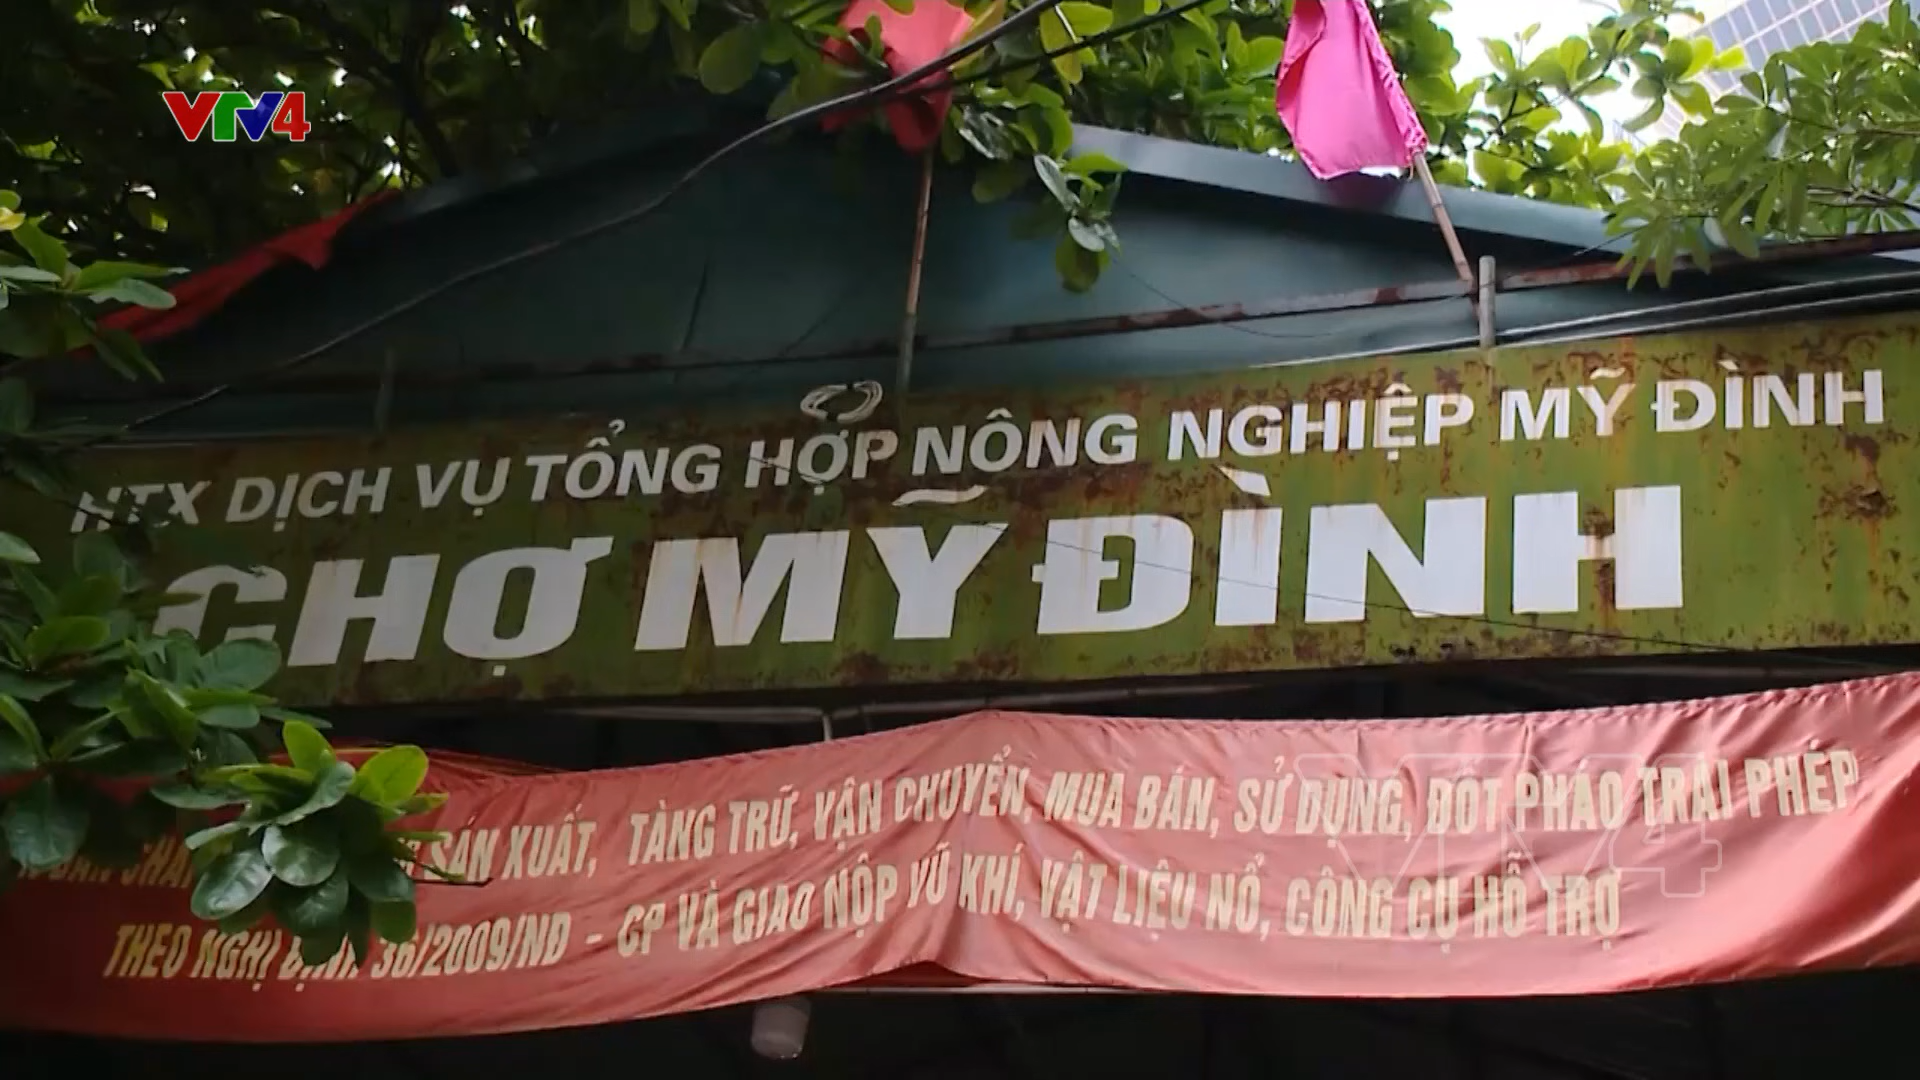 VTV4
HTX DỊCH VỤ TỔNG HỢP NÔNG NGHIỆP MỸ ĐÌNH
CHỢ MỸ ĐÌNH
SẢN XUẤT, TÀNG TRỮ, VẬN CHUYỂN, MUA BÁN, SỬ DỤNG, ĐỐT PHÁO TRÁI PHÉP
THEO NGHỊ ĐỊNH 36/2009/NĐ - CP VÀ GIAO NỘP VŨ KHÍ, VẬT LIỆU NỔ, CÔNG CỤ HỖ TRỢ
VTV4